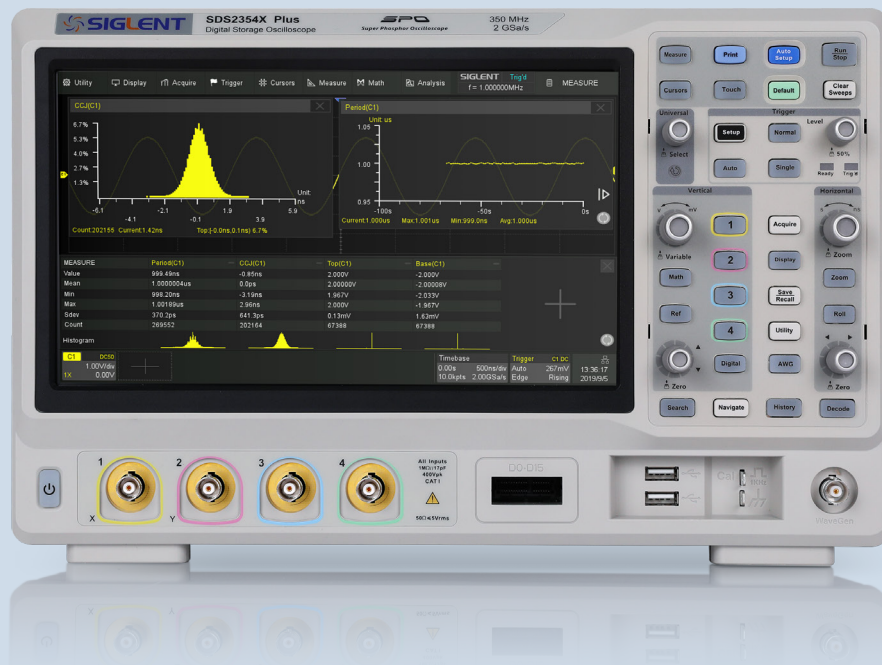 SIGLENT
SDS2354X Plus
Digital Storage Oscilloscope
SPO
Super Phosphor Oscilloscope
350 MHz
2 GSa/s
Utility Display Acquire Trigger Cursors Measure Math Analysis
SIGLENT Trig'd
f = 1.000000MHz
MEASURE
CCJ(C1)
6.7%
5.3%
4.0%
2.7%
1.3%
Unit:
ns
-6.1 -2.1 1.9 5.9
-4.1 -0.1 3.9
Count:202155 Current:1.42ns Top:[-0.0ns,0.1ns) 6.7%
Period(C1)
Unit: us
1.05
1.00
0.95
-100s -50s 0s
Current:1.000us Max:1.001us Min:999.0ns Avg:1.000us
MEASURE Period(C1) CCJ(C1) Top(C1) Base(C1)
Value 999.49ns -0.85ns 2.000V -2.000V
Mean 1.0000004us 0.0ps 2.00000V -2.00008V
Min 998.20ns -3.19ns 1.967V -2.033V
Max 1.00199us 2.96ns 2.000V -1.967V
Sdev 370.2ps 641.3ps 0.13mV 1.63mV
Count 269552 202164 67388 67388
Histogram
C1 DC50
1.00V/div
1X 0.00V
Timebase
0.00s 500ns/div
10.0kpts 2.00GSa/s
Trigger C1 DC
Auto 267mV
Edge Rising
13:36:17
2019/9/5
Measure
Print
Auto
Setup
Run
Stop
Cursors
Touch
Default
Clear
Sweeps
Universal
Select
Trigger
Setup
Normal
Level
50%
Auto
Single
Ready Trig'd
Vertical
V mV
Variable
1
2
3
4
Math
Ref
Digital
Zero
Acquire
Display
Save
Recall
Utility
AWG
Horizontal
s ns
Zoom
Zoom
Roll
Zero
Search
Navigate
History
Decode
1
2
3
4
X
Y
All Inputs
1MΩ//17pF
400Vpk
CAT I
50Ω≤5Vrms
D0-D15
Cal
1kHz
WaveGen